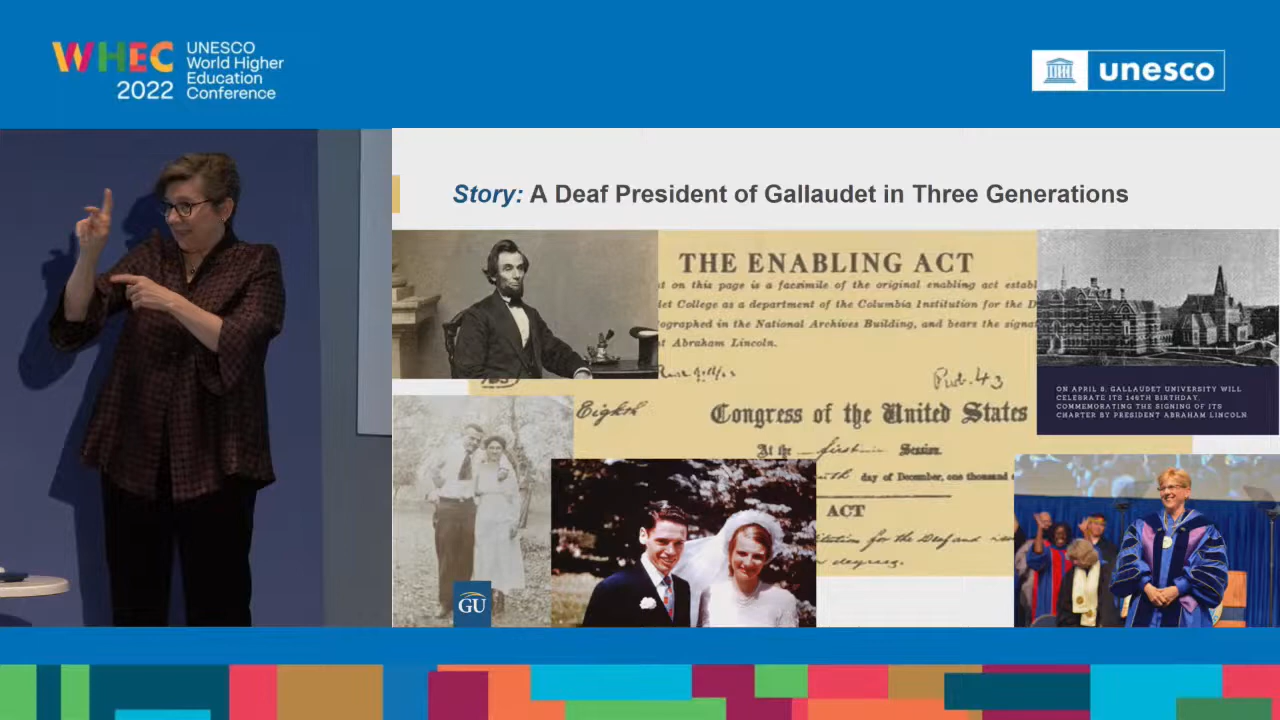 WHEC
2022
UNESCO
World Higher
Education
Conference
unesco
Story: A Deaf President of Gallaudet in Three Generations
THE ENABLING ACT
on this page is a facsimile of the original enabling act
College as a department of the Columbia Institution for the
in the National Archives Building, and bears the
Abraham Lincoln.
Pub. 43
Eighth
Congress of the United States
At the first Session.
day of December, one thousand
ACT
for the Deaf and
degrees.
ON APRIL 8, GALLAUDET UNIVERSITY WILL
CELEBRATE ITS 146TH BIRTHDAY,
COMMEMORATING THE SIGNING OF ITS
CHARTER BY PRESIDENT ABRAHAM LINCOLN
GU